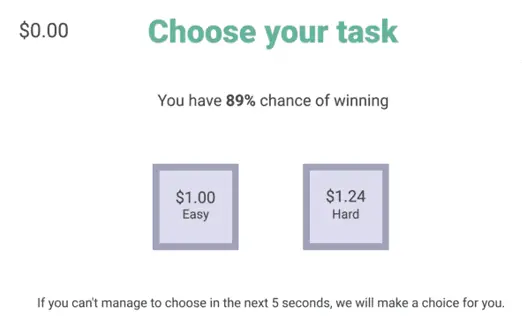 $0.00
Choose your task
You have 89% chance of winning
$1.00
Easy
$1.24
Hard
If you can't manage to choose in the next 5 seconds, we will make a choice for you.